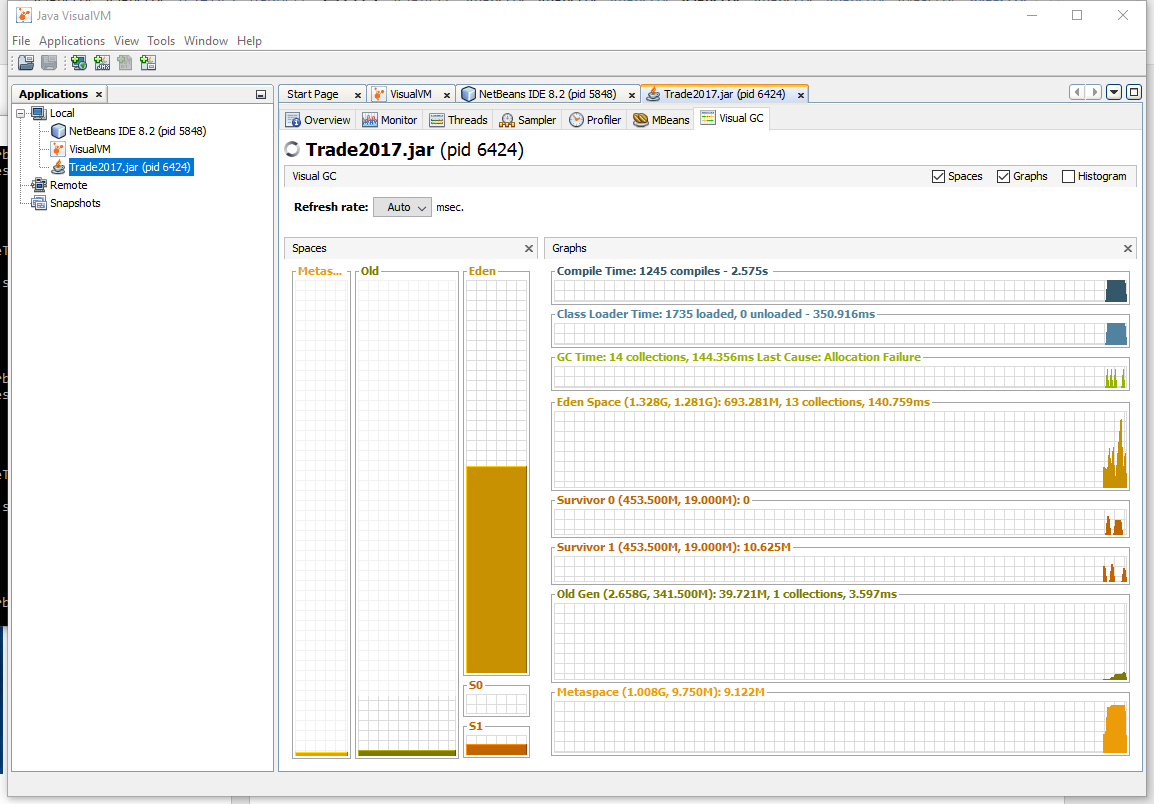 Java VisualVM
File Applications View Tools Window Help
Applications
Local
NetBeans IDE 8.2 (pid 5848)
VisualVM
Trade2017.jar (pid 6424)
Remote
Snapshots
Start Page VisualVM NetBeans IDE 8.2 (pid 5848) Trade2017.jar (pid 6424)
Overview Monitor Threads Sampler Profiler MBeans Visual GC
Trade2017.jar (pid 6424)
Visual GC Spaces Graphs Histogram
Refresh rate: Auto msec.
Spaces
Metas... Old Eden
S0
S1
Graphs
Compile Time: 1245 compiles - 2.575s
Class Loader Time: 1735 loaded, 0 unloaded - 350.916ms
GC Time: 14 collections, 144.356ms Last Cause: Allocation Failure
Eden Space (1.328G, 1.281G): 693.281M, 13 collections, 140.759ms
Survivor 0 (453.500M, 19.000M): 0
Survivor 1 (453.500M, 19.000M): 10.625M
Old Gen (2.658G, 341.500M): 39.721M, 1 collections, 3.597ms
Metaspace (1.008G, 9.750M): 9.122M